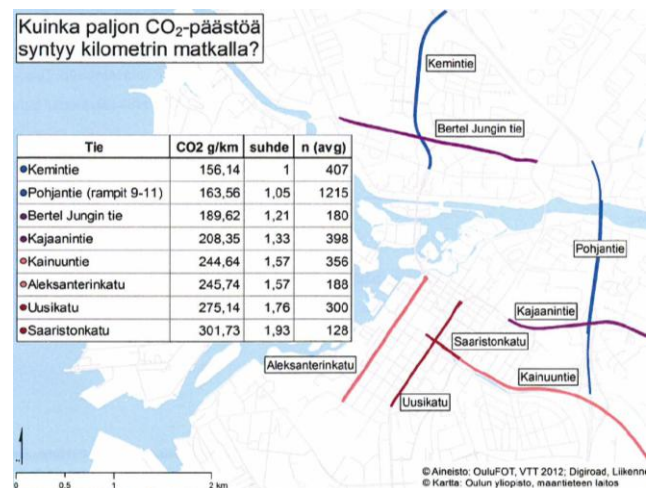 Kuinka paljon CO₂-päästöä
syntyy kilometrin matkalla?
Tie CO2 g/km suhde n (avg)
Kemintie 156,14 1 407
Pohjantie (rampit 9-11) 163,56 1,05 1215
Bertel Jungin tie 189,62 1,21 180
Kajaanintie 208,35 1,33 398
Kainuuntie 244,64 1,57 356
Aleksanterinkatu 245,74 1,57 188
Uusikatu 275,14 1,76 300
Saaristonkatu 301,73 1,93 128
Kemintie
Bertel Jungin tie
Pohjantie
Kajaanintie
Saaristonkatu
Aleksanterinkatu
Kainuuntie
Uusikatu
0 0.5 1 2 km
© Aineisto: OuluFOT, VTT 2012; Digiroad, Liikenne
© Kartta: Oulun yliopisto, maantieteen laitos